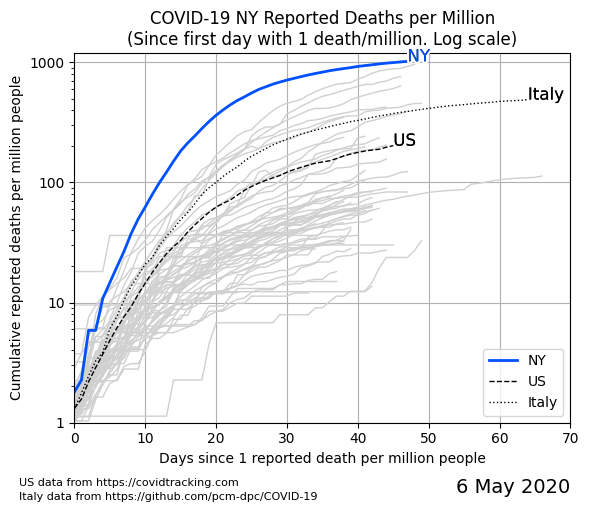 COVID-19 NY Reported Deaths per Million
(Since first day with 1 death/million. Log scale)
Cumulative reported deaths per million people
1000
100
10
1
NY
Italy
US
NY
US
Italy
0 10 20 30 40 50 60 70
Days since 1 reported death per million people
US data from https://covidtracking.com
Italy data from https://github.com/pcm-dpc/COVID-19
6 May 2020